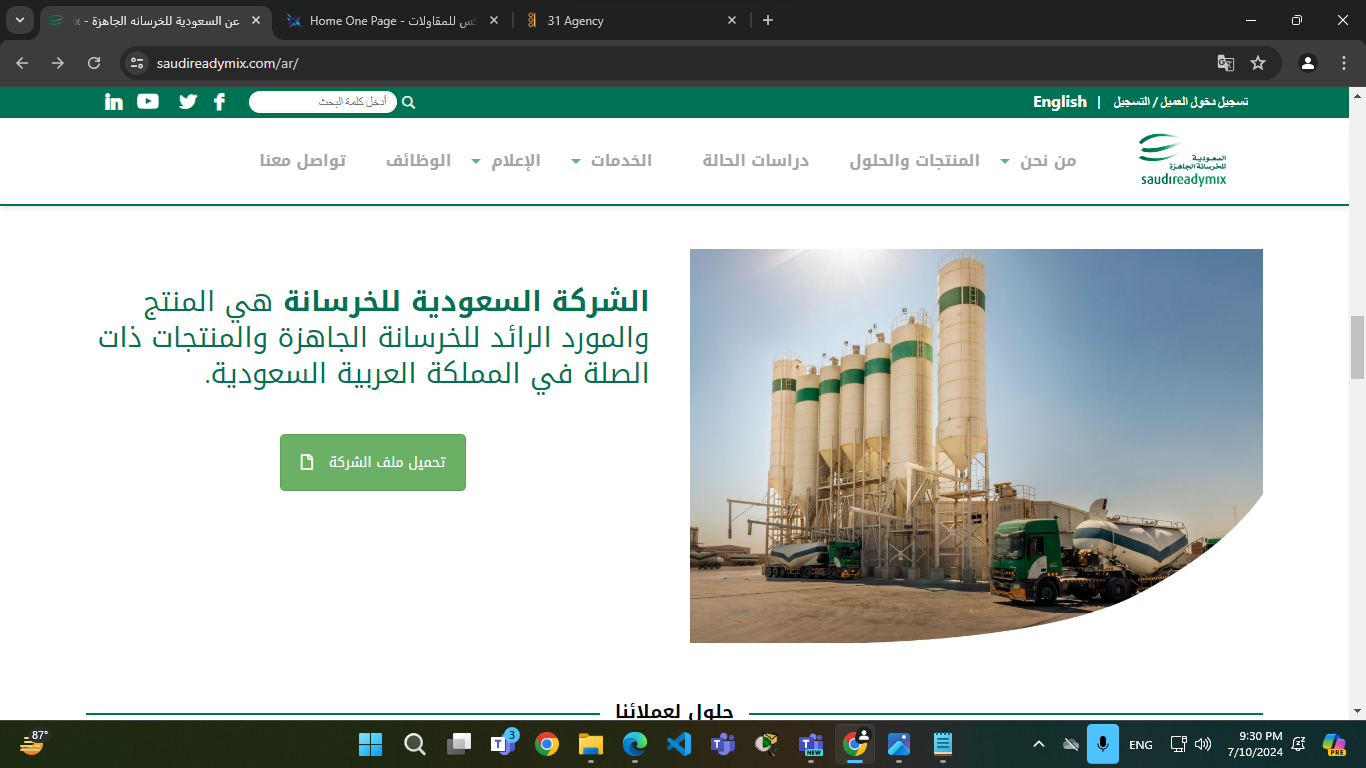 عن السعودية للخرسانه الجاهزة -
Home One Page - كس للمقاولات
31 Agency
saudireadymix.com/ar/
أدخل كلمة البحث
English | تسجيل دخول العميل / التسجيل
السعودية
للخرسانة الجاهزة
saudireadymix
من نحن
المنتجات والحلول
دراسات الحالة
الخدمات
الإعلام
الوظائف
تواصل معنا
الشركة السعودية للخرسانة هي المنتج
والمورد الرائد للخرسانة الجاهزة والمنتجات ذات
الصلة في المملكة العربية السعودية.
تحميل ملف الشركة
حلول لعملائنا
87°
3
NEW
ENG
9:30 PM
7/10/2024
PRE